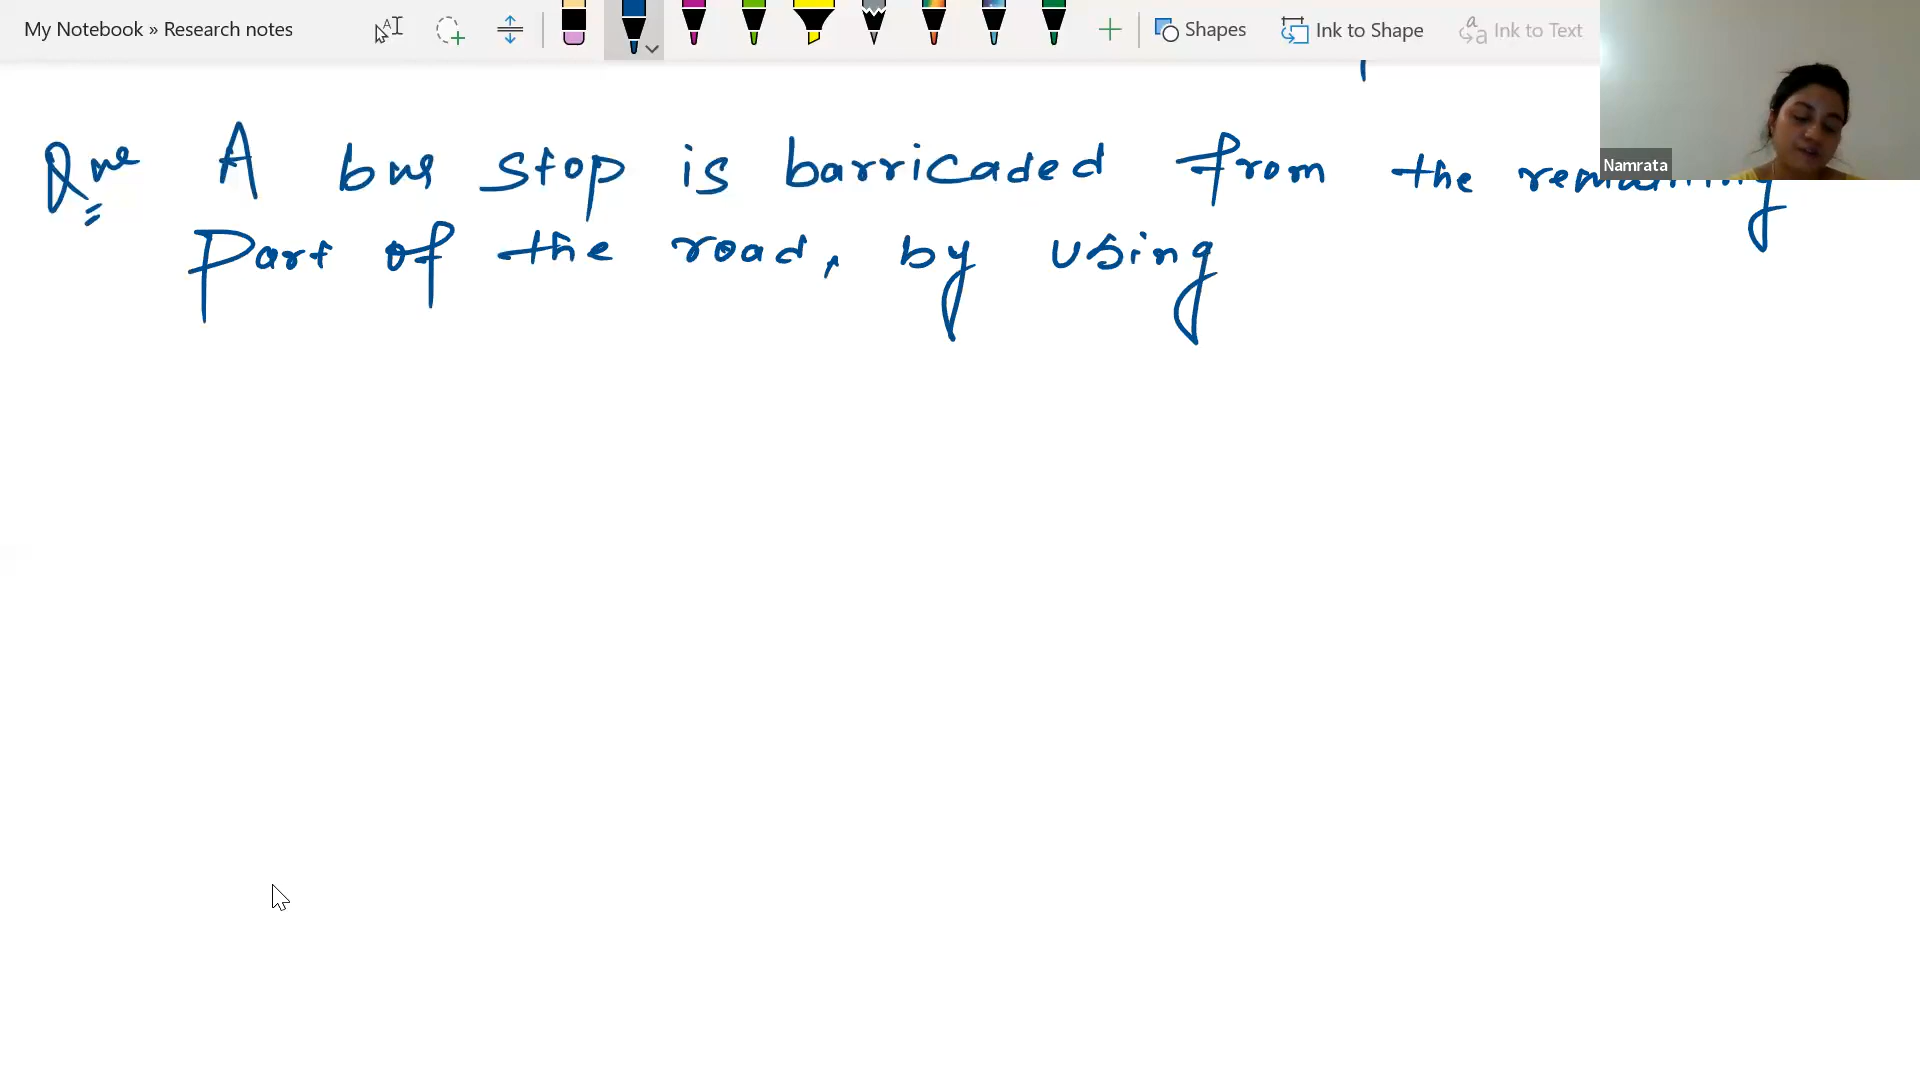 My Notebook » Research notes
Shapes
Ink to Shape
Ink to Text
Namrata
Que A bus stop is barricaded from the remaining
Part of the road, by using